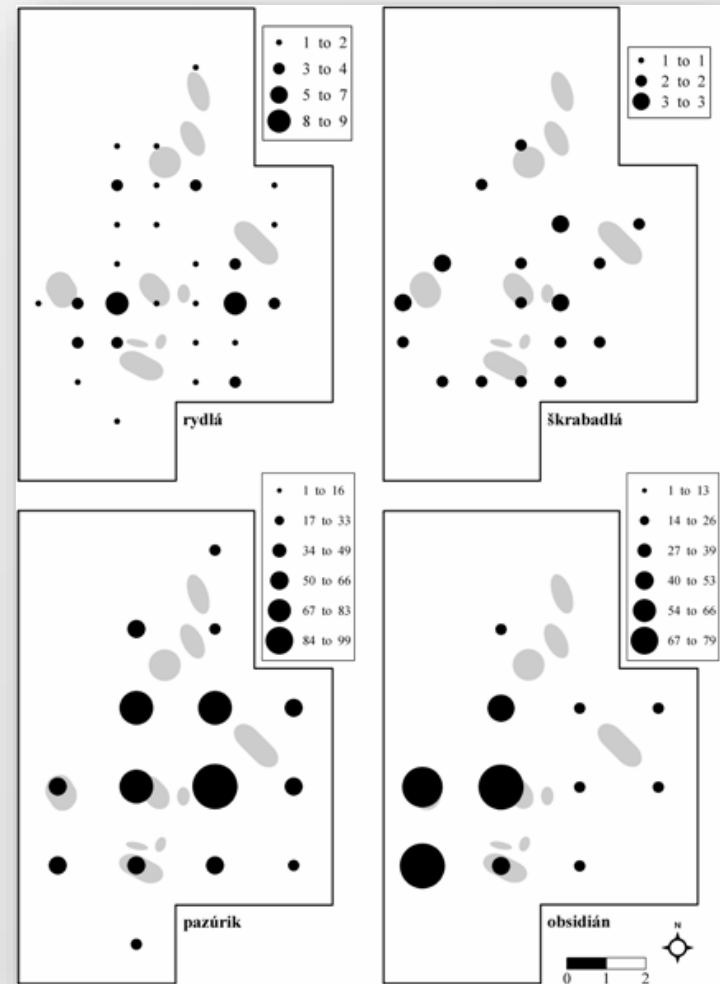 1 to 2
3 to 4
5 to 7
8 to 9
rydlá
1 to 1
2 to 2
3 to 3
škrabadlá
1 to 16
17 to 33
34 to 49
50 to 66
67 to 83
84 to 99
pazúrik
1 to 13
14 to 26
27 to 39
40 to 53
54 to 66
67 to 79
obsidián
N
0 1 2